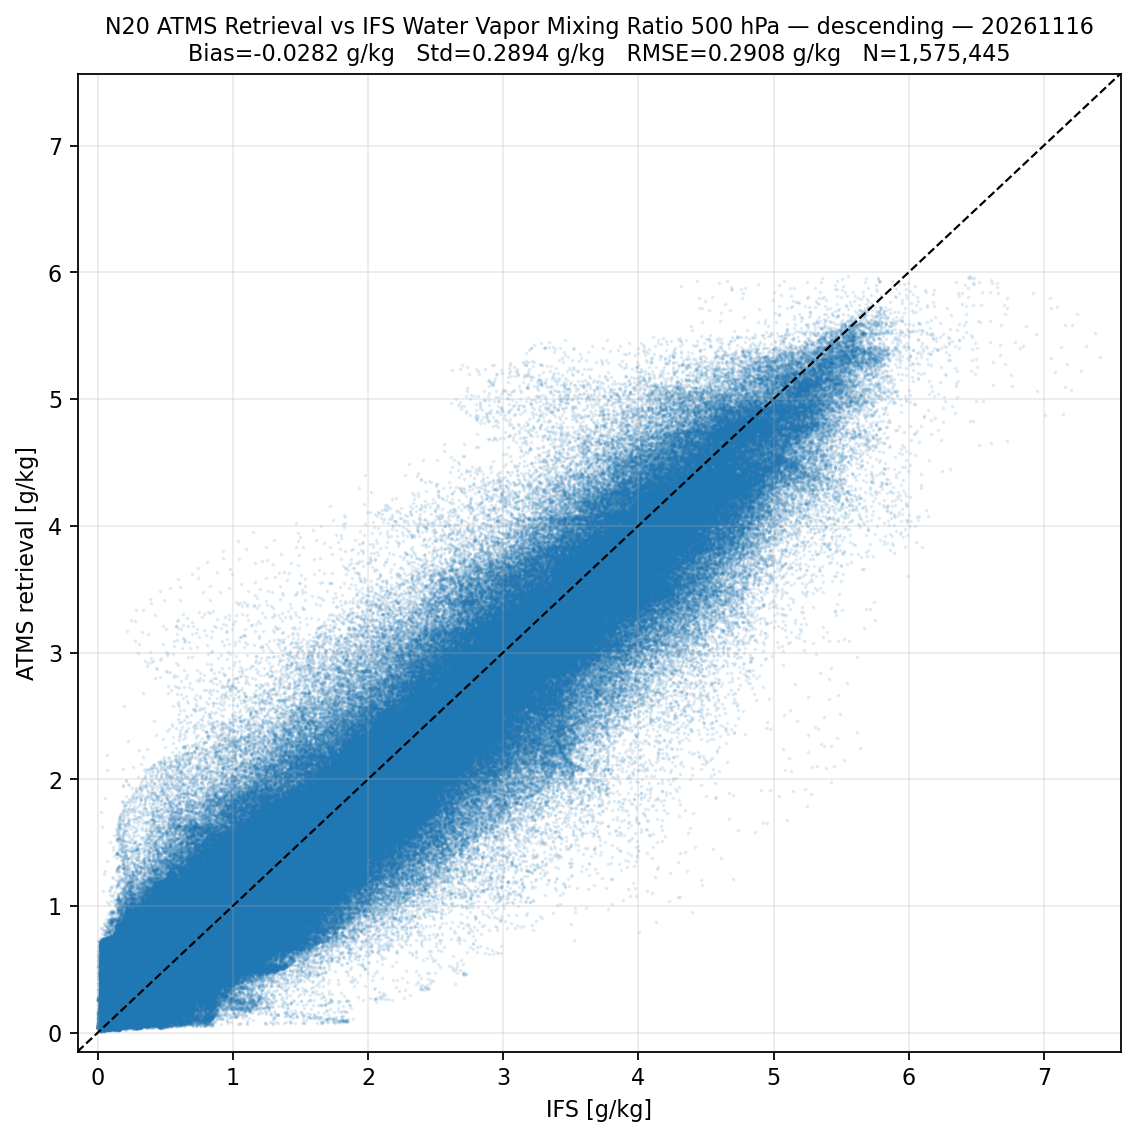 N20 ATMS Retrieval vs IFS Water Vapor Mixing Ratio 500 hPa — descending — 20261116
Bias=-0.0282 g/kg   Std=0.2894 g/kg   RMSE=0.2908 g/kg   N=1,575,445
7
6
5
4
3
2
1
0
ATMS retrieval [g/kg]
0 1 2 3 4 5 6 7
IFS [g/kg]